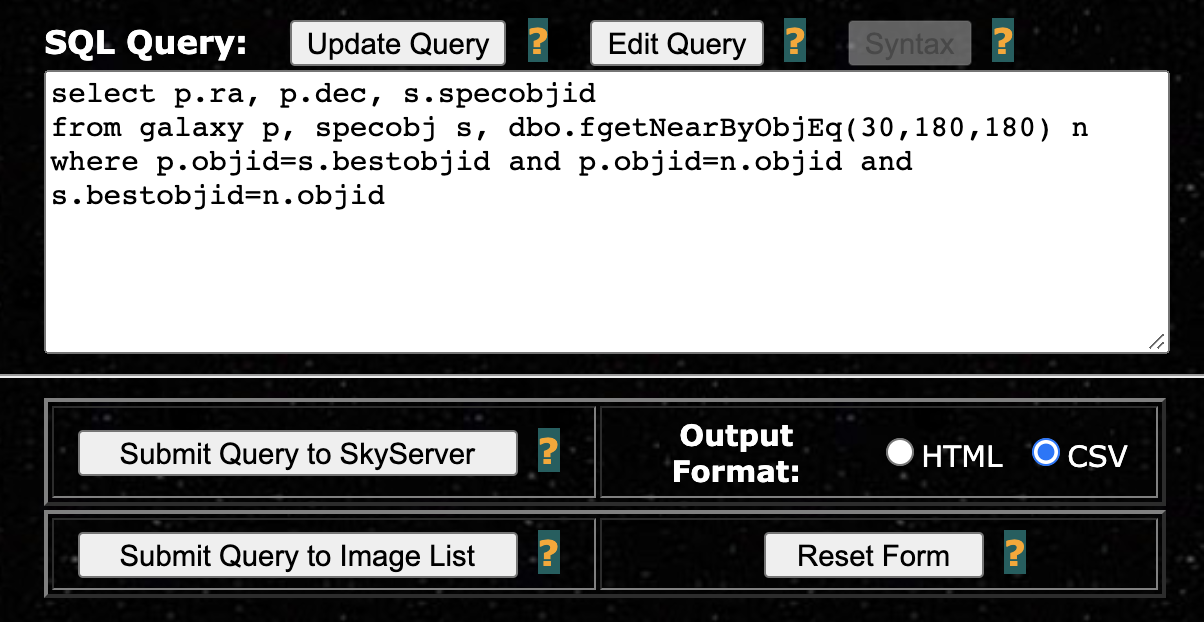 SQL Query: Update Query ? Edit Query ? Syntax ?
select p.ra, p.dec, s.specobjid
from galaxy p, specobj s, dbo.fgetNearByObjEq(30,180,180) n
where p.objid=s.bestobjid and p.objid=n.objid and
s.bestobjid=n.objid
Submit Query to SkyServer ?
Output
Format:
HTML CSV
Submit Query to Image List ?
Reset Form ?